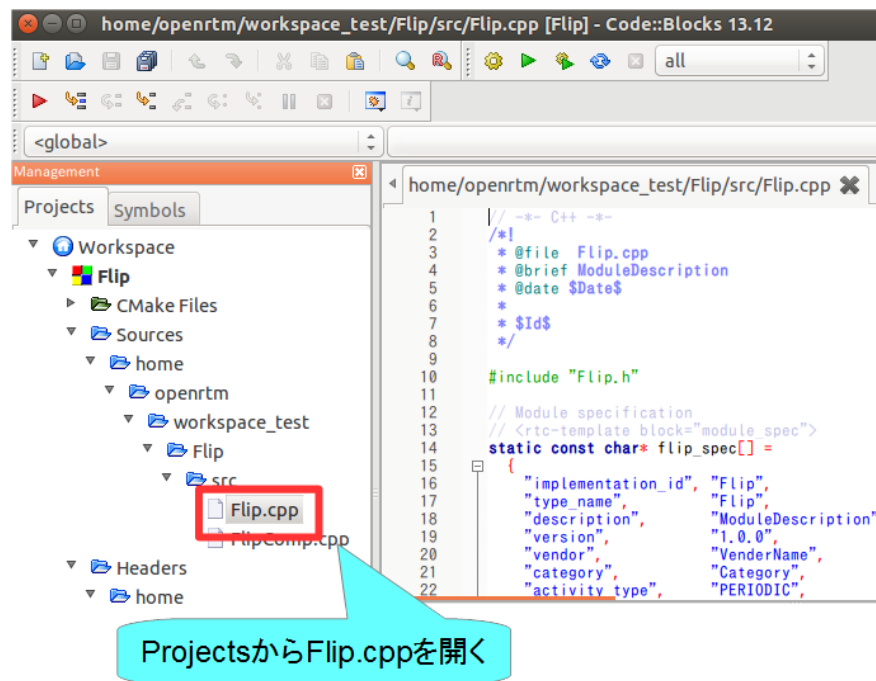 home/openrtm/workspace_test/Flip/src/Flip.cpp [Flip] - Code::Blocks 13.12
all
<global>
Management
Projects
Symbols
Workspace
Flip
CMake Files
Sources
home
openrtm
workspace_test
Flip
src
Flip.cpp
FlipComp.cpp
Headers
home
home/openrtm/workspace_test/Flip/src/Flip.cpp
1 // -*- C++ -*-
2 /*!
3 * @file Flip.cpp
4 * @brief ModuleDescription
5 * @date $Date$
6 *
7 * $Id$
8 */
9
10 #include "Flip.h"
11
12 // Module specification
13 // <rtc-template block="module_spec">
14 static const char* flip_spec[] =
15 {
16 "implementation_id", "Flip",
17 "type_name", "Flip",
18 "description", "ModuleDescription"
19 "version", "1.0.0",
20 "vendor", "VenderName",
21 "category", "Category",
22 "activity_type", "PERIODIC",
ProjectsからFlip.cppを開く